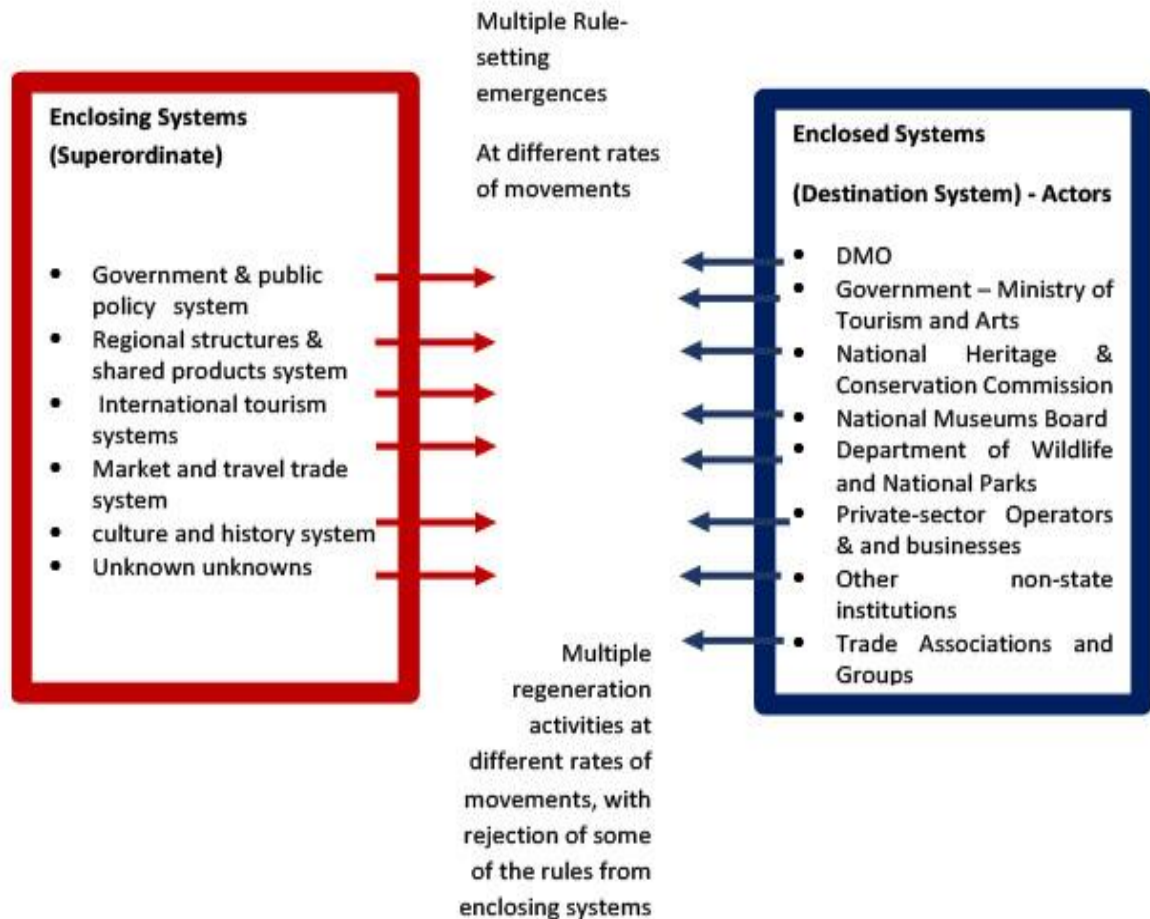 Multiple Rule-
setting
emergences
At different rates
of movements
Enclosing Systems
(Superordinate)
• Government & public
policy system
• Regional structures &
shared products system
• International tourism
systems
• Market and travel trade
system
• culture and history system
• Unknown unknowns
Enclosed Systems
(Destination System) - Actors
• DMO
• Government – Ministry of
Tourism and Arts
• National Heritage &
Conservation Commission
• National Museums Board
• Department of Wildlife
and National Parks
• Private-sector Operators
& and businesses
• Other non-state
institutions
• Trade Associations and
Groups
Multiple
regeneration
activities at
different rates of
movements, with
rejection of some
of the rules from
enclosing systems